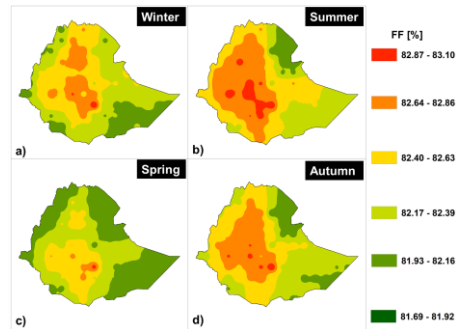 Winter
Summer
FF [%]
82.87 - 83.10
82.64 - 82.86
a)
b)
82.40 - 82.63
Spring
Autumn
82.17 - 82.39
81.93 - 82.16
81.69 - 81.92
c)
d)